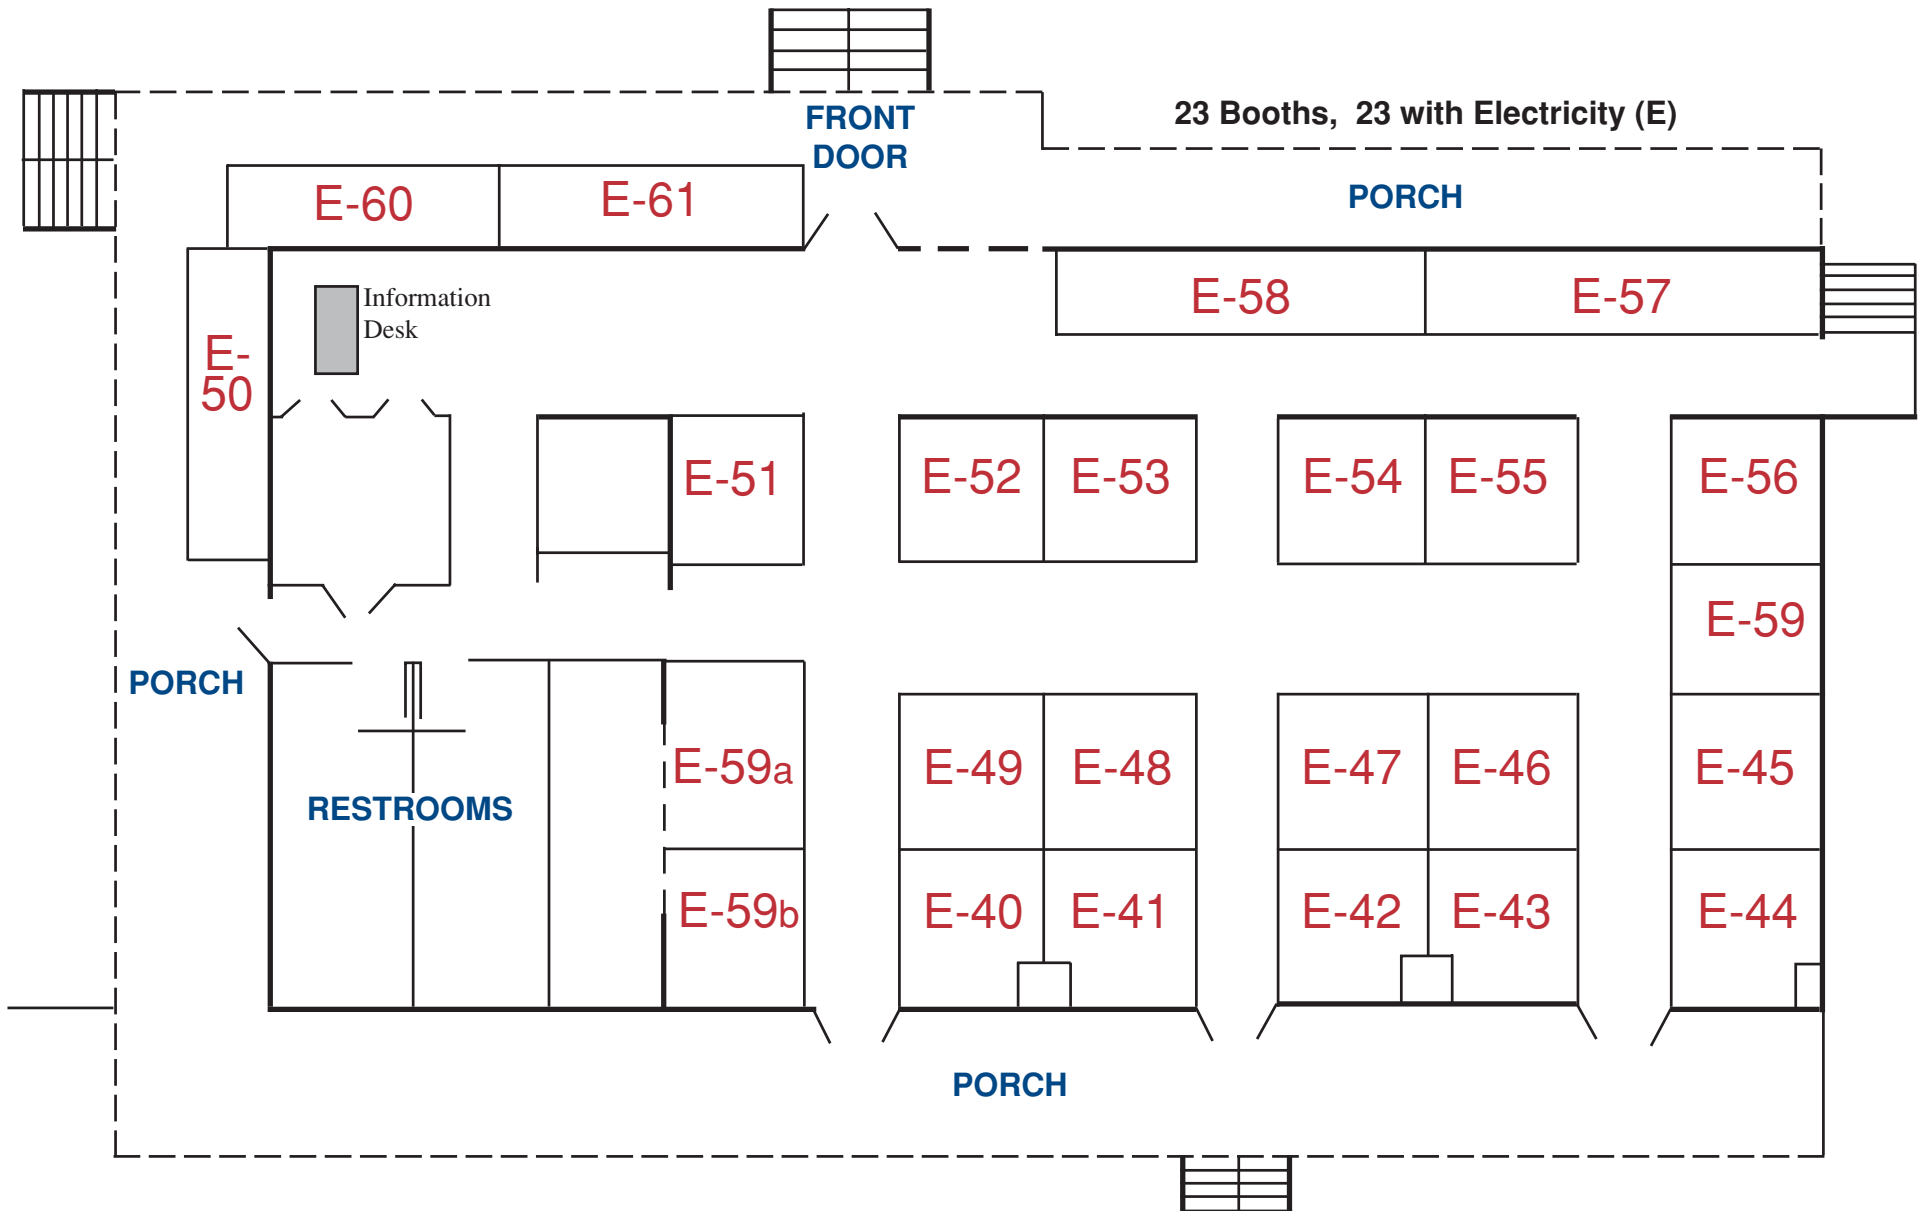 FRONT
DOOR
23 Booths,  23 with Electricity (E)
PORCH
E-60
E-61
E-58
E-57
Information
Desk
E-
50
E-51
E-52
E-53
E-54
E-55
E-56
E-59
PORCH
RESTROOMS
E-59a
E-49
E-48
E-47
E-46
E-45
E-59b
E-40
E-41
E-42
E-43
E-44
PORCH